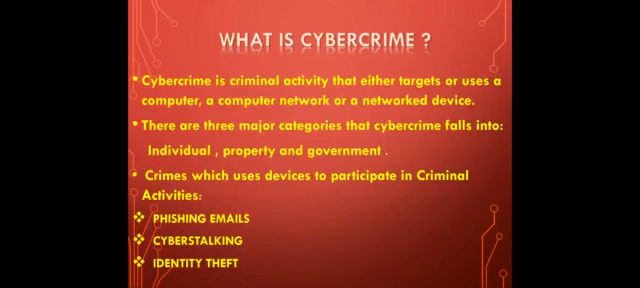 WHAT IS CYBERCRIME ?
• Cybercrime is criminal activity that either targets or uses a
computer, a computer network or a networked device.
• There are three major categories that cybercrime falls into:
Individual , property and government .
• Crimes which uses devices to participate in Criminal
Activities:
❖ PHISHING EMAILS
❖ CYBERSTALKING
❖ IDENTITY THEFT